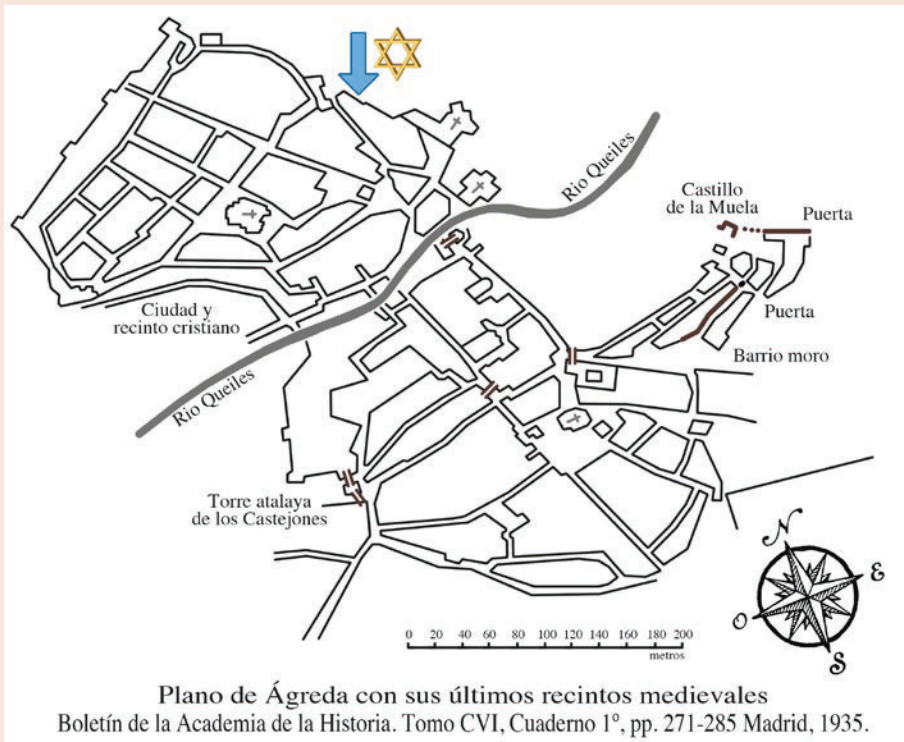 Rio Queiles
Castillo
de la Muela
Puerta
Ciudad y
recinto cristiano
Puerta
Barrio moro
Rio Queiles
Torre atalaya
de los Castejones
N
E
O
S
0 20 40 60 80 100 120 140 160 180 200
metros
Plano de Ágreda con sus últimos recintos medievales
Boletín de la Academia de la Historia. Tomo CVI, Cuaderno 1º, pp. 271-285 Madrid, 1935.